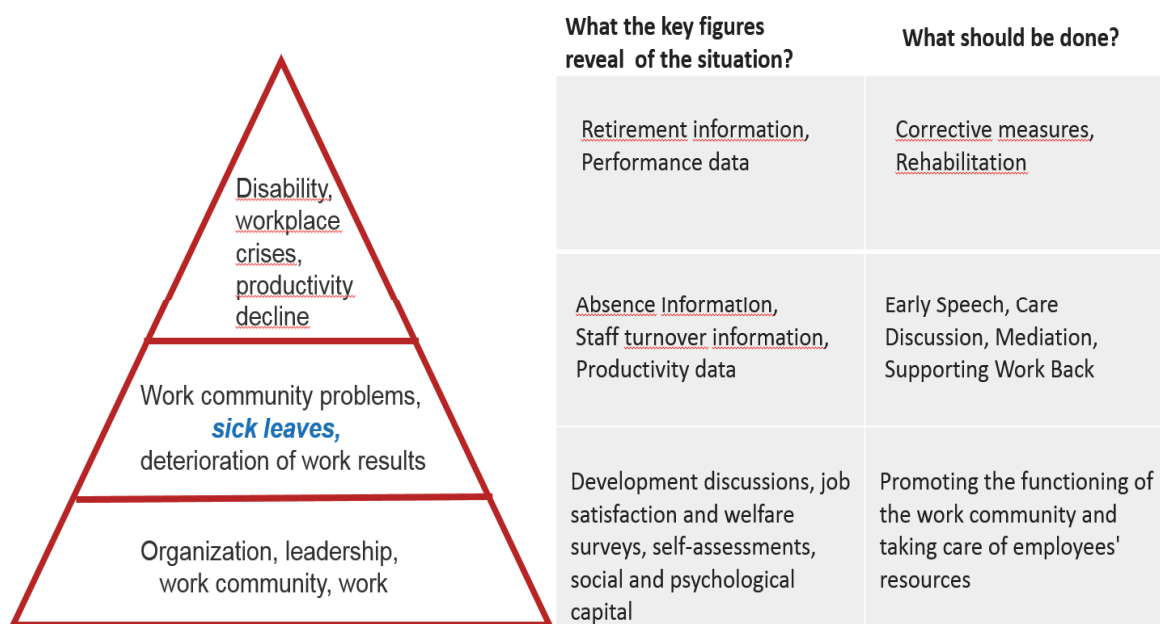 What the key figures
reveal of the situation?
What should be done?
Disability,
workplace
crises,
productivity
decline
Retirement information,
Performance data
Corrective measures,
Rehabilitation
Work community problems,
sick leaves,
deterioration of work results
Absence Information,
Staff turnover information,
Productivity data
Early Speech, Care
Discussion, Mediation,
Supporting Work Back
Organization, leadership,
work community, work
Development discussions, job
satisfaction and welfare
surveys, self-assessments,
social and psychological
capital
Promoting the functioning of
the work community and
taking care of employees'
resources